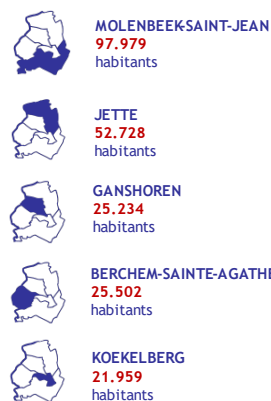 MOLENBEEK-SAINT-JEAN
97.979
habitants
JETTE
52.728
habitants
GANSHOREN
25.234
habitants
BERCHEM-SAINTE-AGATHE
25.502
habitants
KOEKELBERG
21.959
habitants